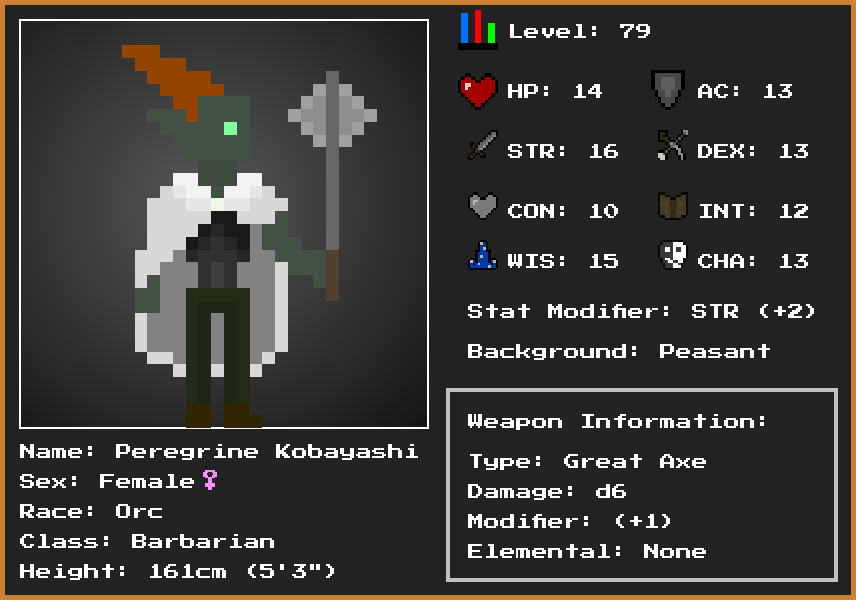 Level: 79
HP: 14
AC: 13
STR: 16
DEX: 13
CON: 10
INT: 12
WIS: 15
CHA: 13
Stat Modifier: STR (+2)
Background: Peasant
Weapon Information:
Type: Great Axe
Damage: d6
Modifier: (+1)
Elemental: None
Name: Peregrine Kobayashi
Sex: Female♀
Race: Orc
Class: Barbarian
Height: 161cm (5'3")